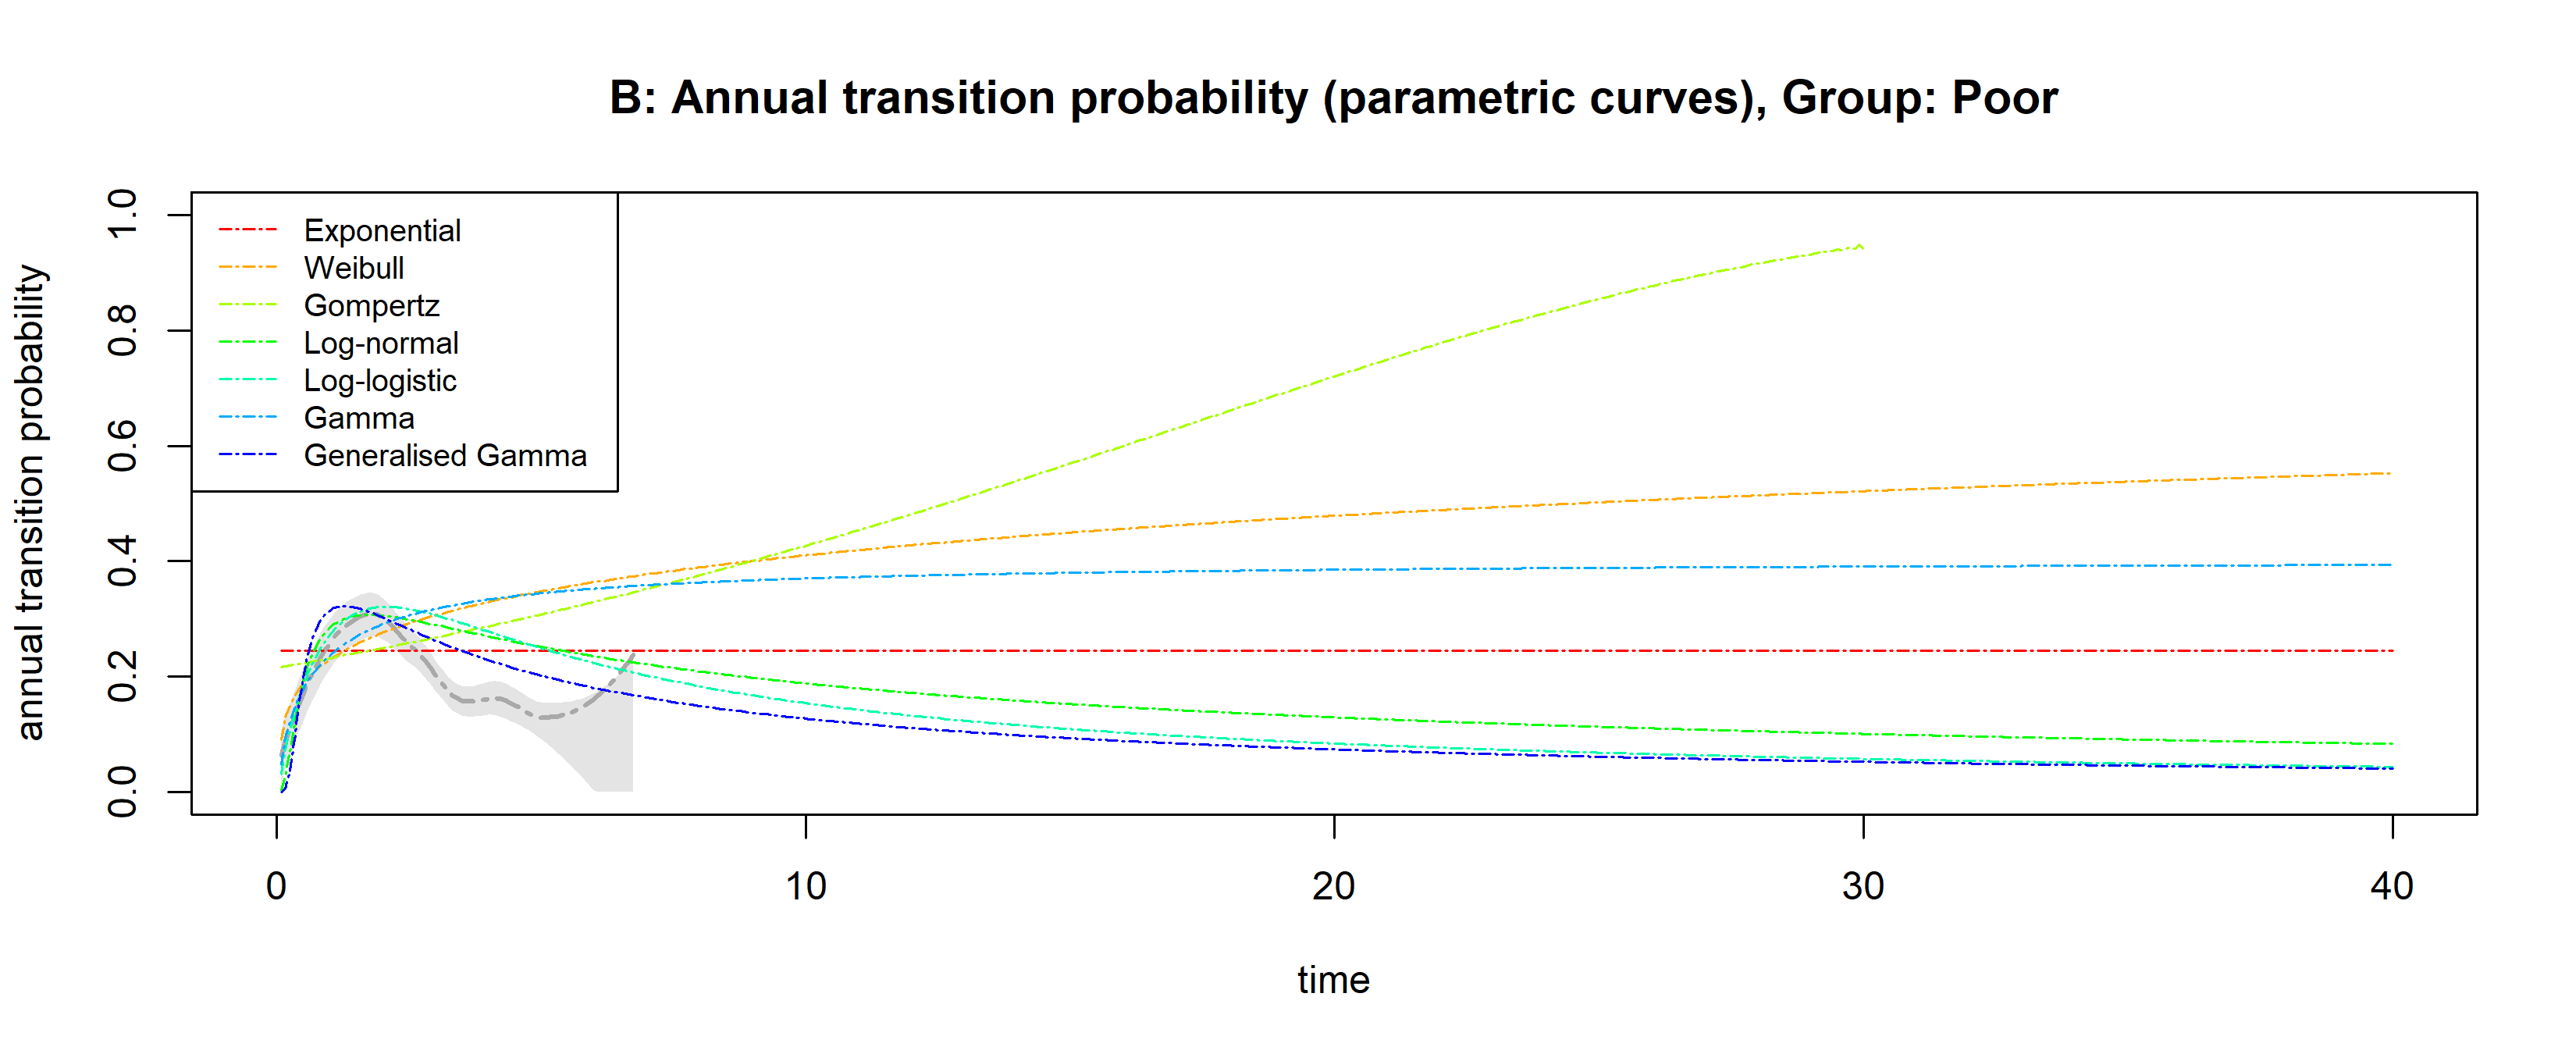 B: Annual transition probability (parametric curves), Group: Poor
annual transition probability
1.0
0.8
0.6
0.4
0.2
0.0
Exponential
Weibull
Gompertz
Log-normal
Log-logistic
Gamma
Generalised Gamma
0 10 20 30 40
time